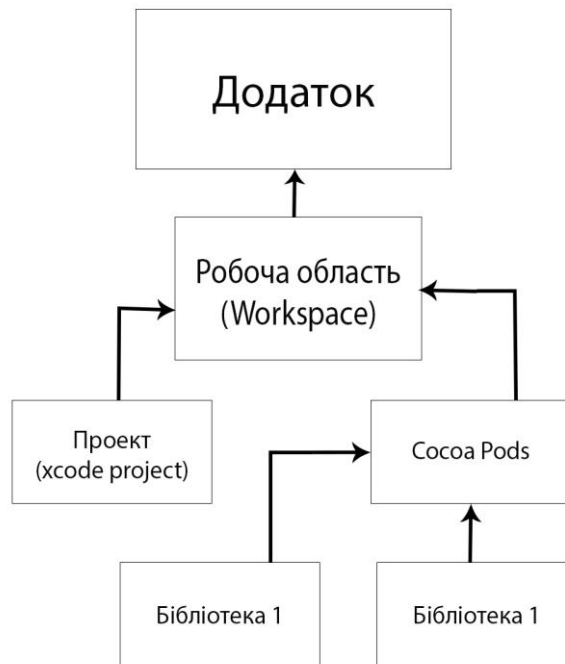 Додаток
Робоча область
(Workspace)
Проект
(xcode project)
Cocoa Pods
Бібліотека 1
Бібліотека 1